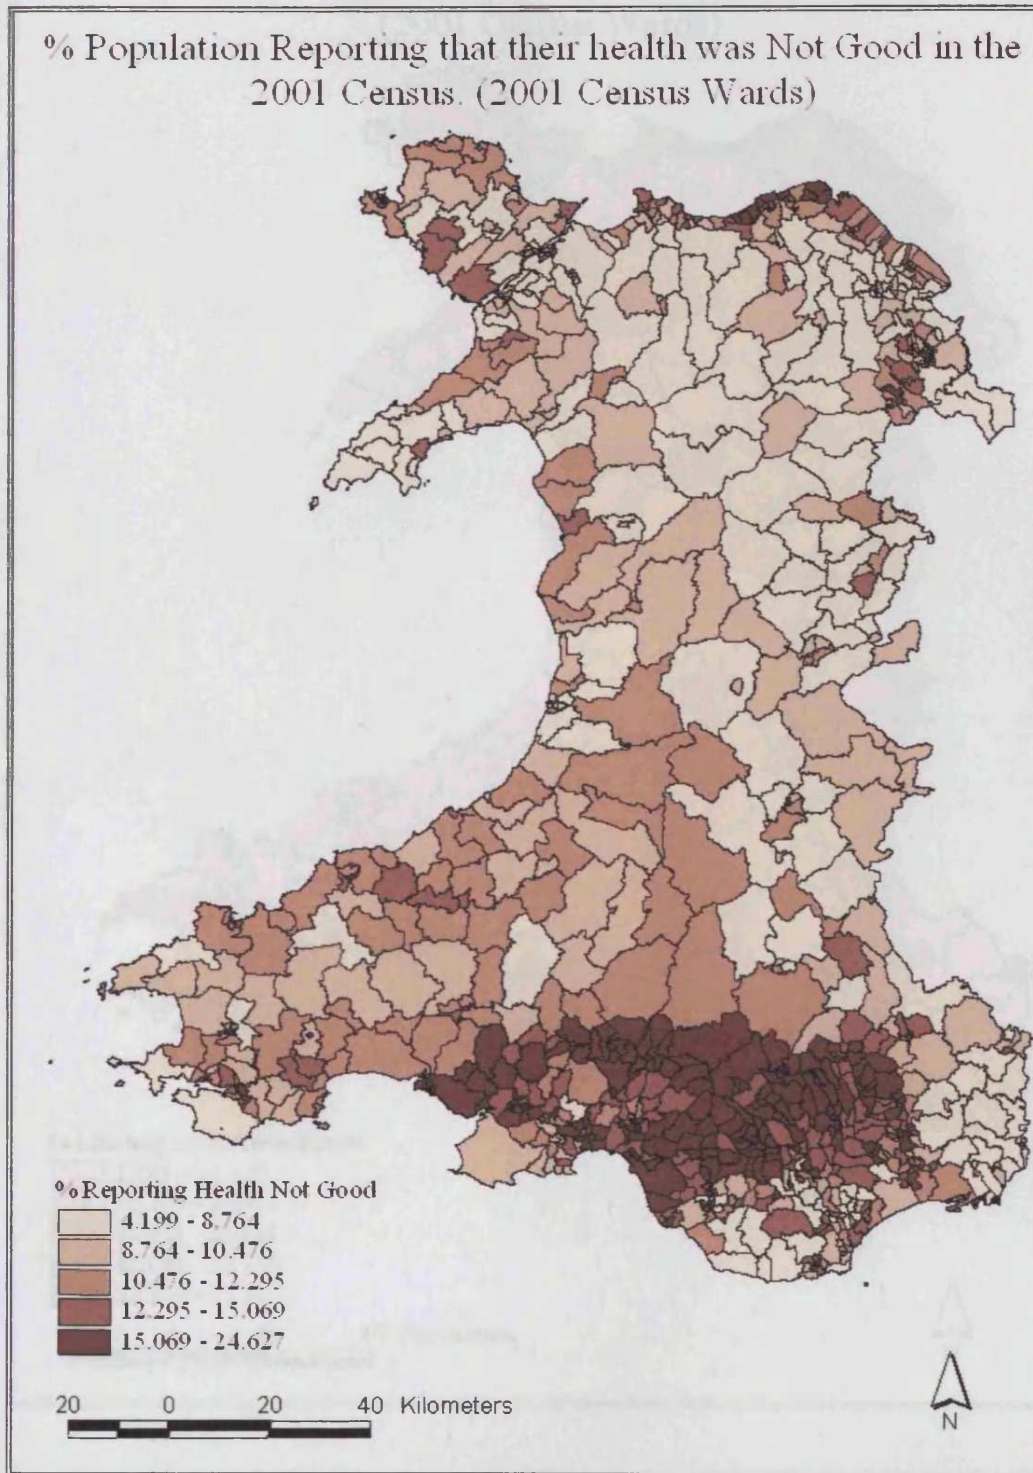 % Population Reporting that their health was Not Good in the
2001 Census. (2001 Census Wards)
% Reporting Health Not Good
4.199 - 8.764
8.764 - 10.476
10.476 - 12.295
12.295 - 15.069
15.069 - 24.627
20 0 20 40 Kilometers
N